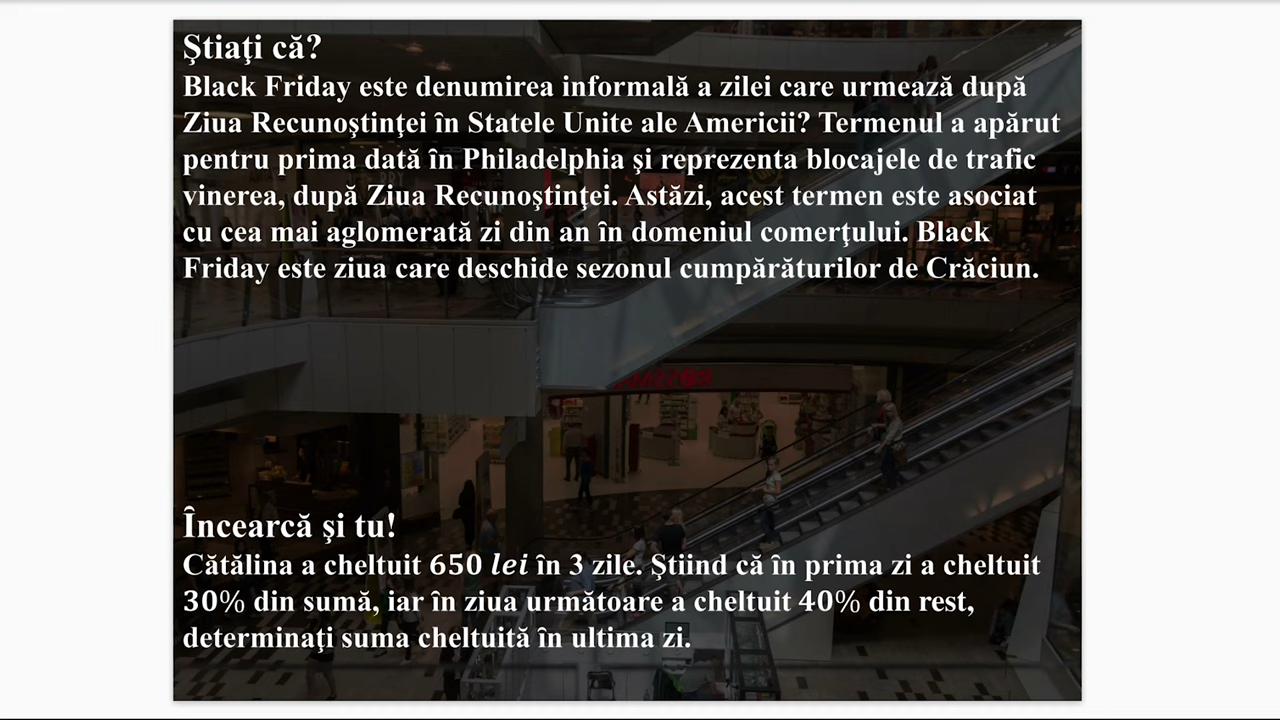 Ştiaţi că?
Black Friday este denumirea informală a zilei care urmează după
Ziua Recunoştinţei în Statele Unite ale Americii? Termenul a apărut
pentru prima dată în Philadelphia şi reprezenta blocajele de trafic
vinerea, după Ziua Recunoştinţei. Astăzi, acest termen este asociat
cu cea mai aglomerată zi din an în domeniul comerţului. Black
Friday este ziua care deschide sezonul cumpărăturilor de Crăciun.
Încearcă şi tu!
Cătălina a cheltuit 650 lei în 3 zile. Ştiind că în prima zi a cheltuit
30% din sumă, iar în ziua următoare a cheltuit 40% din rest,
determinaţi suma cheltuită în ultima zi.